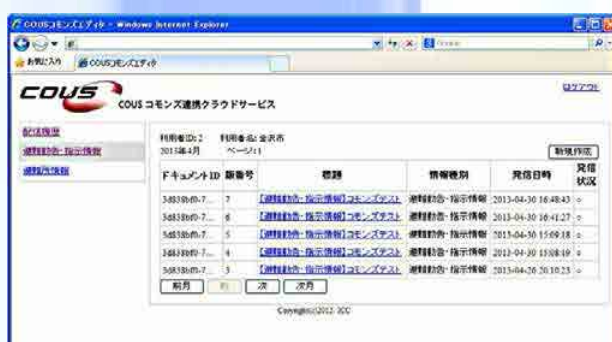 COUSコモンズエディタ - Windows Internet Explorer
お気に入り
COUSコモンズエディタ
COUS
COUS コモンズ連携クラウドサービス
ログアウト
配信履歴
避難勧告・指示情報
避難所情報
利用者ID: 2 利用者名: 金沢市
2013年4月 ページ: 1
新規作成
ドキュメントID 版番号 標題 情報種別 発信日時 発信状況
3d838bf0-7... 7 【避難勧告・指示情報】コモンズテスト 避難勧告・指示情報 2013-04-30 16:48:43 ○
3d838bf0-7... 6 【避難勧告・指示情報】コモンズテスト 避難勧告・指示情報 2013-04-30 16:41:27 ○
3d838bf0-7... 5 【避難勧告・指示情報】コモンズテスト 避難勧告・指示情報 2013-04-30 15:09:18 ○
3d838bf0-7... 4 【避難勧告・指示情報】コモンズテスト 避難勧告・指示情報 2013-04-30 15:08:49 ○
3d838bf0-7... 3 【避難勧告・指示情報】コモンズテスト 避難勧告・指示情報 2013-04-26 20:10:23 ○
前月 前 次 次月
Copyright(c)2012- JCC